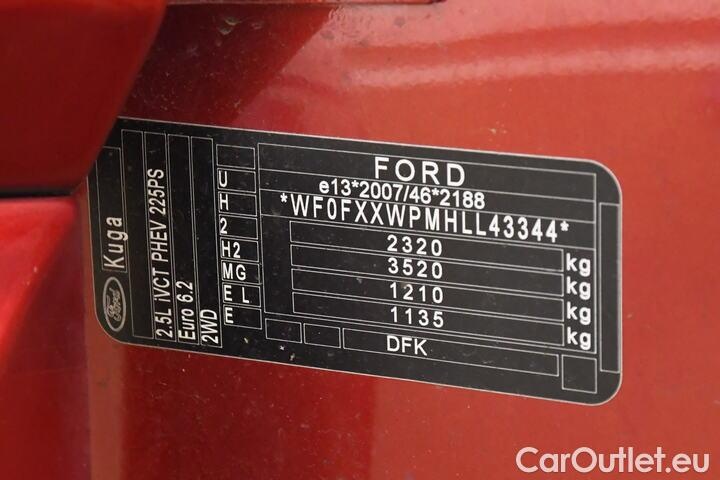 FORD
e13*2007/46*2188
*WF0FXXWPMHLL43344*
2320 kg
3520 kg
1210 kg
1135 kg
DFK
U
H
2
H2
MG
E L
E
2WD
Euro 6.2
2.5L iVCT PHEV 225PS
Kuga
Ford
CarOutlet.eu